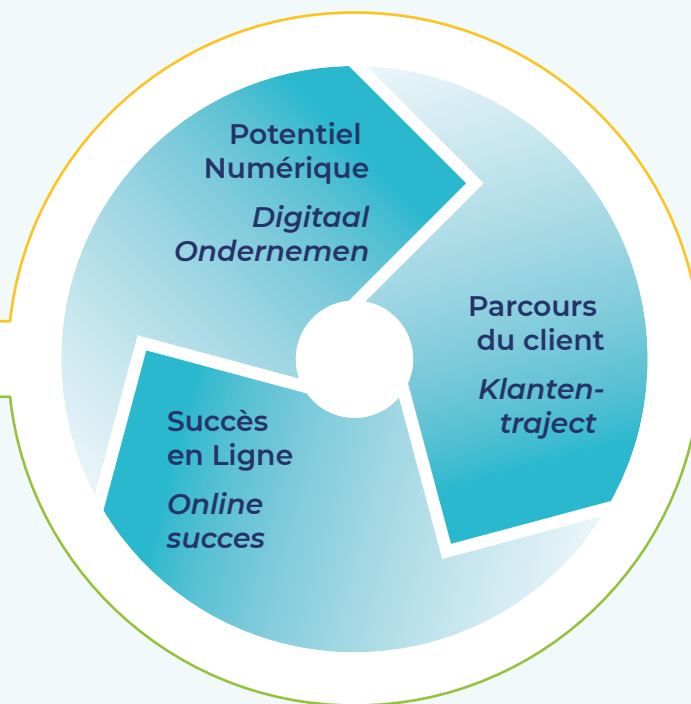 Potentiel
Numérique
Digitaal
Ondernemen
Parcours
du client
Klanten-
traject
Succès
en Ligne
Online
succes